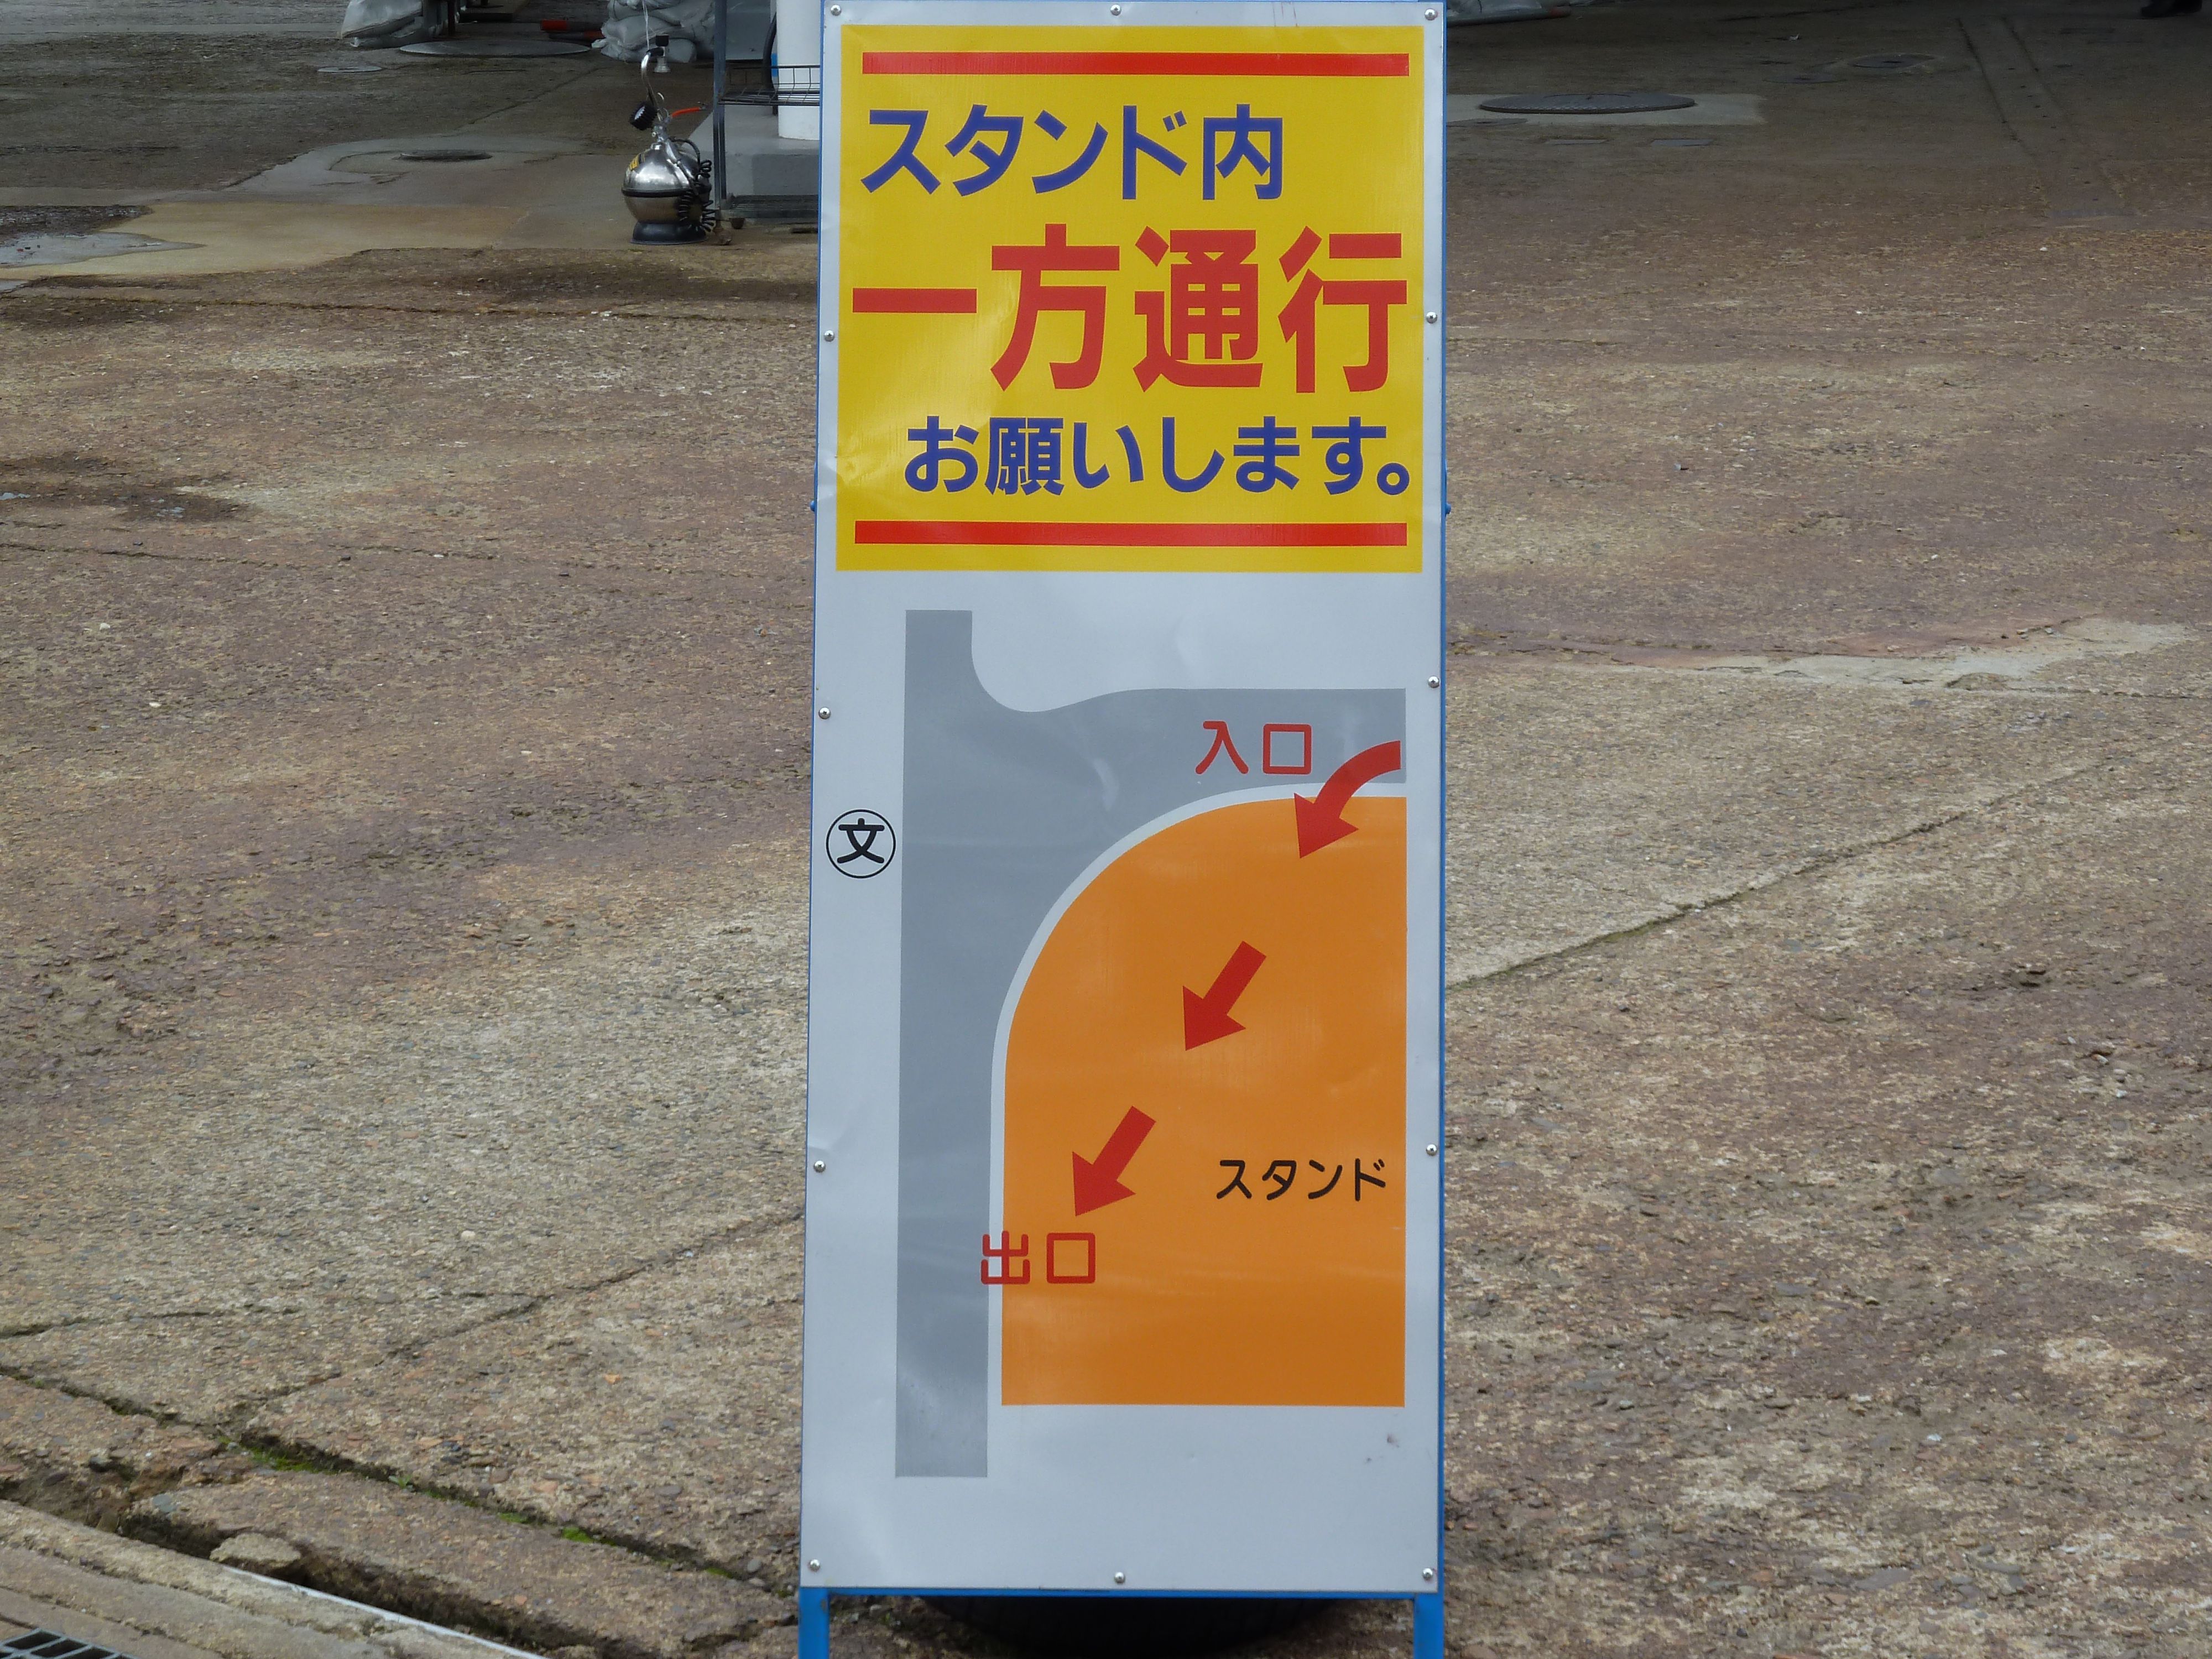 スタンド内
一方通行
お願いします。
入口
文
スタンド
出口